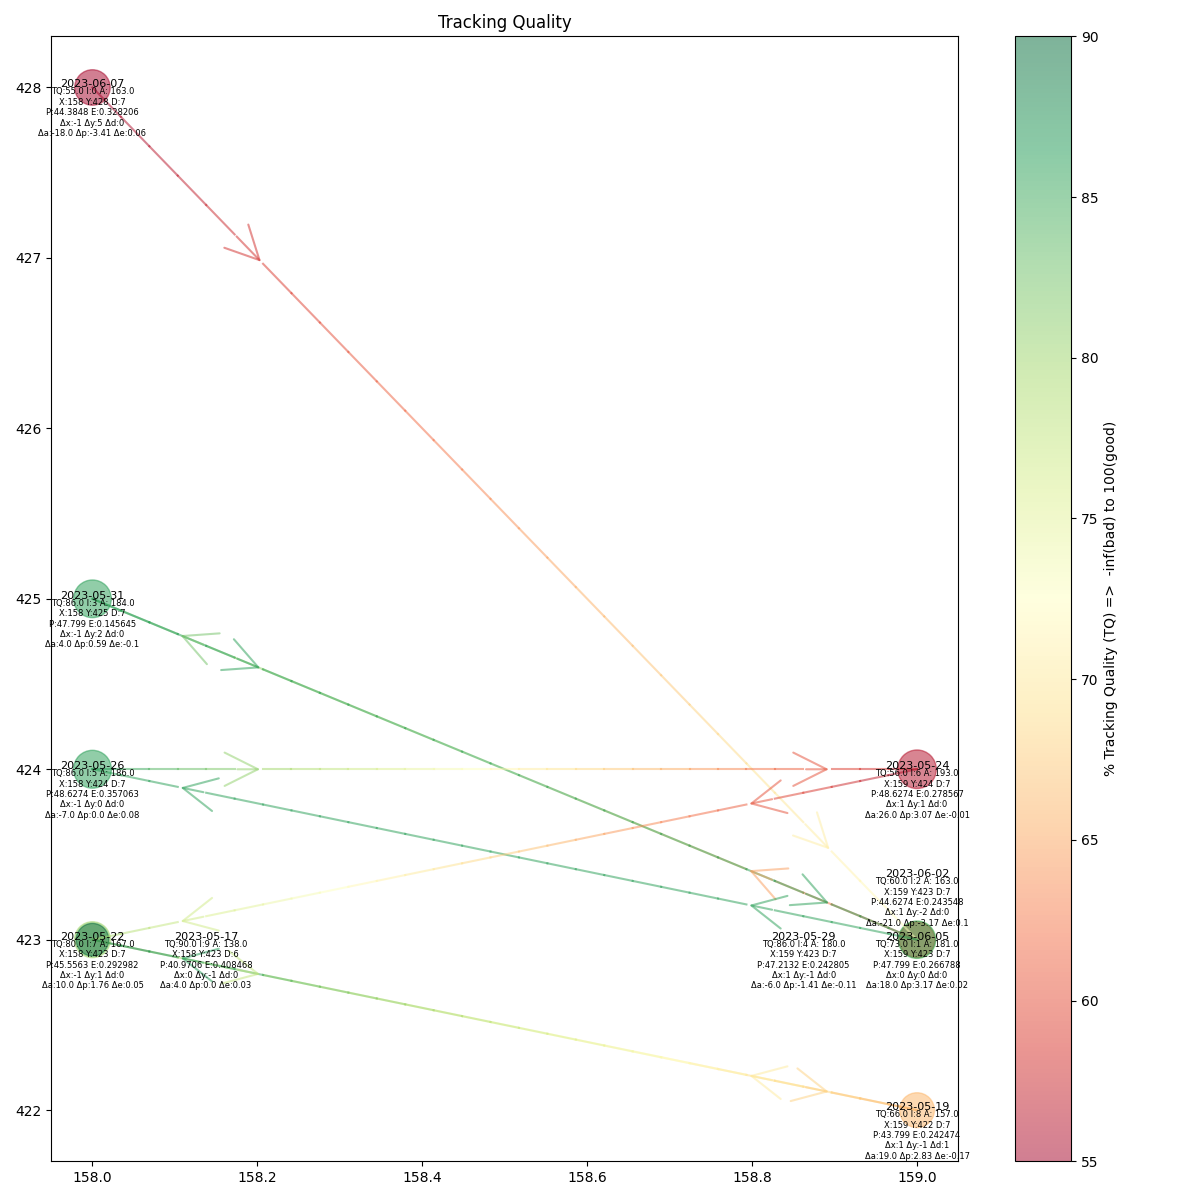 Tracking Quality
428
427
426
425
424
423
422
158.0
158.2
158.4
158.6
158.8
159.0
2023-06-07
TQ:55.0 I:0 A: 163.0
X:158 Y:428 D:7
P:44.3848 E:0.328206
Δx:-1 Δy:5 Δd:0
Δa:-18.0 Δp:-3.41 Δe:0.06
2023-05-31
TQ:86.0 I:3 A: 184.0
X:158 Y:425 D:7
P:47.799 E:0.145645
Δx:-1 Δy:2 Δd:0
Δa:4.0 Δp:0.59 Δe:-0.1
2023-05-26
TQ:86.0 I:5 A: 186.0
X:158 Y:424 D:7
P:48.6274 E:0.357063
Δx:-1 Δy:0 Δd:0
Δa:-7.0 Δp:0.0 Δe:0.08
2023-05-24
TQ:56.0 I:6 A: 193.0
X:159 Y:424 D:7
P:48.6274 E:0.278567
Δx:1 Δy:1 Δd:0
Δa:26.0 Δp:3.07 Δe:-0.01
2023-06-02
TQ:60.0 I:2 A: 163.0
X:159 Y:423 D:7
P:44.6274 E:0.243548
Δx:1 Δy:-2 Δd:0
Δa:-21.0 Δp:-3.17 Δe:0.1
2023-05-22
TQ:80.0 I:7 A: 167.0
X:158 Y:423 D:7
P:45.5563 E:0.292982
Δx:-1 Δy:1 Δd:0
Δa:10.0 Δp:1.76 Δe:0.05
2023-05-17
TQ:90.0 I:9 A: 138.0
X:158 Y:423 D:6
P:40.9706 E:0.408468
Δx:0 Δy:-1 Δd:0
Δa:4.0 Δp:0.0 Δe:0.03
2023-05-29
TQ:86.0 I:4 A: 180.0
X:159 Y:423 D:7
P:47.2132 E:0.242805
Δx:1 Δy:-1 Δd:0
Δa:-6.0 Δp:-1.41 Δe:-0.11
2023-06-05
TQ:73.0 I:1 A: 181.0
X:159 Y:423 D:7
P:47.799 E:0.266788
Δx:0 Δy:0 Δd:0
Δa:18.0 Δp:3.17 Δe:0.02
2023-05-19
TQ:66.0 I:8 A: 157.0
X:159 Y:422 D:7
P:43.799 E:0.242474
Δx:1 Δy:-1 Δd:1
Δa:19.0 Δp:2.83 Δe:-0.17
90
85
80
75
70
65
60
55
% Tracking Quality (TQ) =>  -inf(bad) to 100(good)